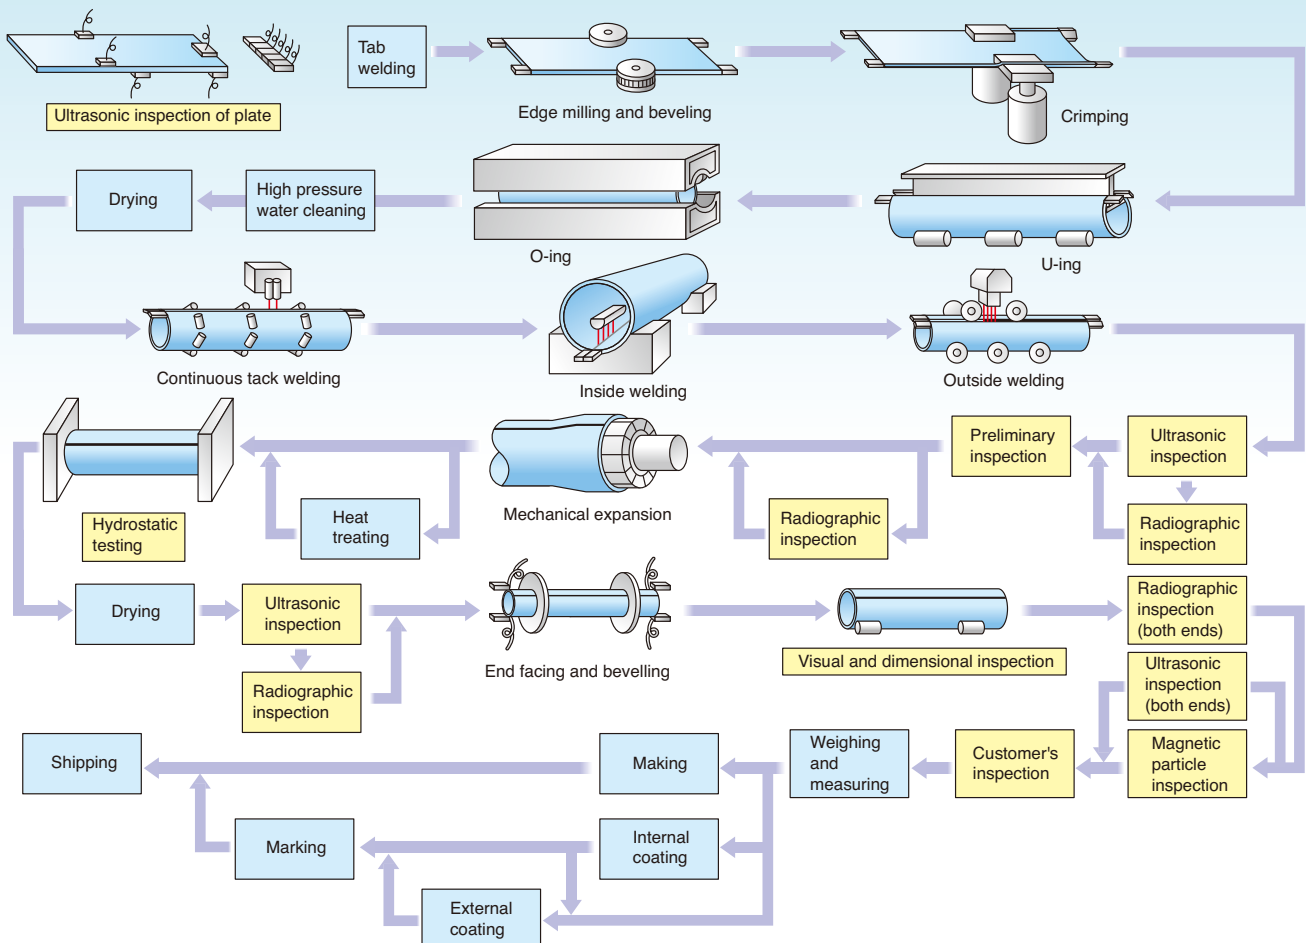 Ultrasonic inspection of plate
Tab
welding
Edge milling and beveling
Crimping
Drying
High pressure
water cleaning
O-ing
U-ing
Continuous tack welding
Inside welding
Outside welding
Hydrostatic
testing
Heat
treating
Mechanical expansion
Radiographic
inspection
Preliminary
inspection
Ultrasonic
inspection
Radiographic
inspection
Drying
Ultrasonic
inspection
Radiographic
inspection
End facing and bevelling
Visual and dimensional inspection
Radiographic
inspection
(both ends)
Ultrasonic
inspection
(both ends)
Magnetic
particle
inspection
Customer's
inspection
Weighing
and
measuring
Making
Shipping
Internal
coating
Marking
External
coating